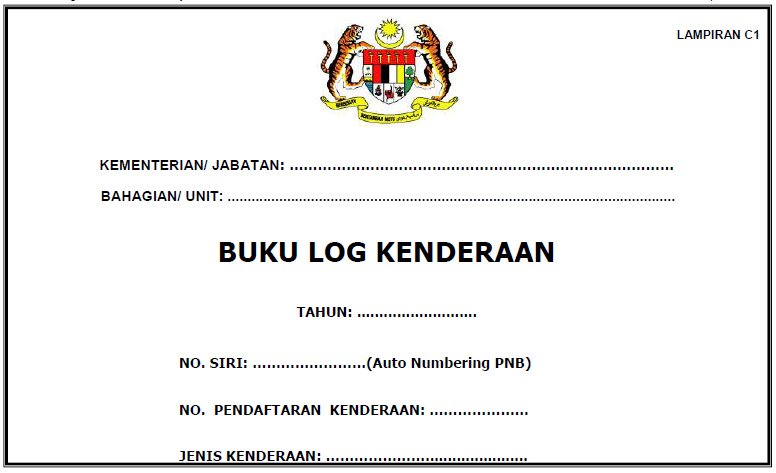 LAMPIRAN C1
BERSEKUTU BERTAMBAH MUTU
KEMENTERIAN/ JABATAN: ................................................................................
BAHAGIAN/ UNIT: ...............................................................................................................
BUKU LOG KENDERAAN
TAHUN: ............................
NO. SIRI: ........................(Auto Numbering PNB)
NO. PENDAFTARAN KENDERAAN: .....................
JENIS KENDERAAN: .............................................